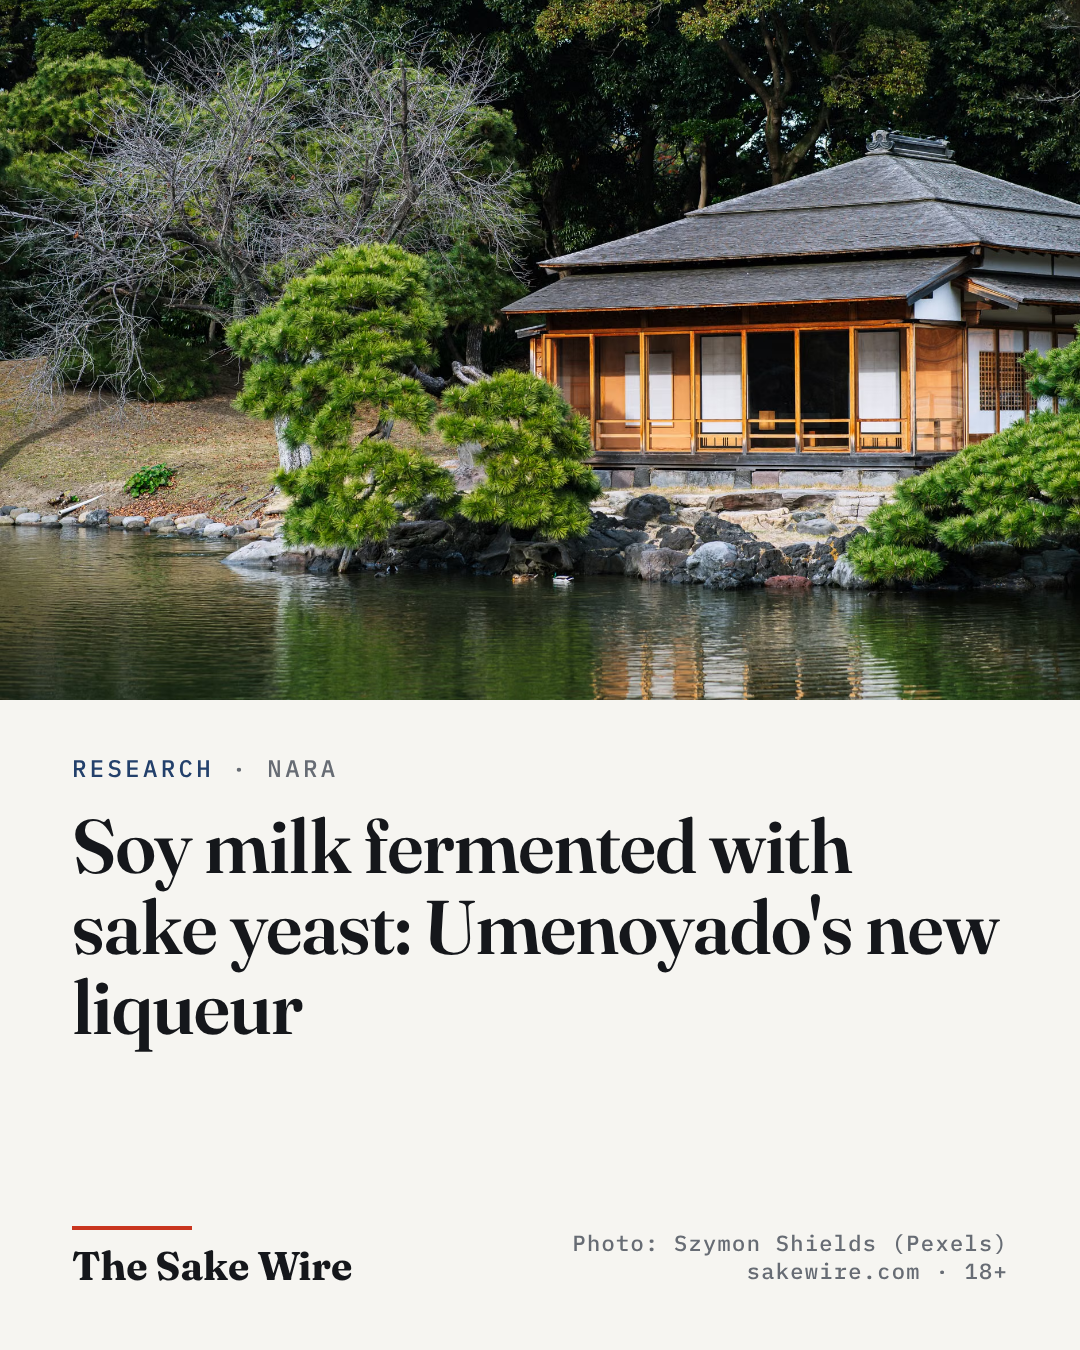 RESEARCH · NARA
Soy milk fermented with
sake yeast: Umenoyado's new
liqueur
The Sake Wire
Photo: Szymon Shields (Pexels)
sakewire.com · 18+